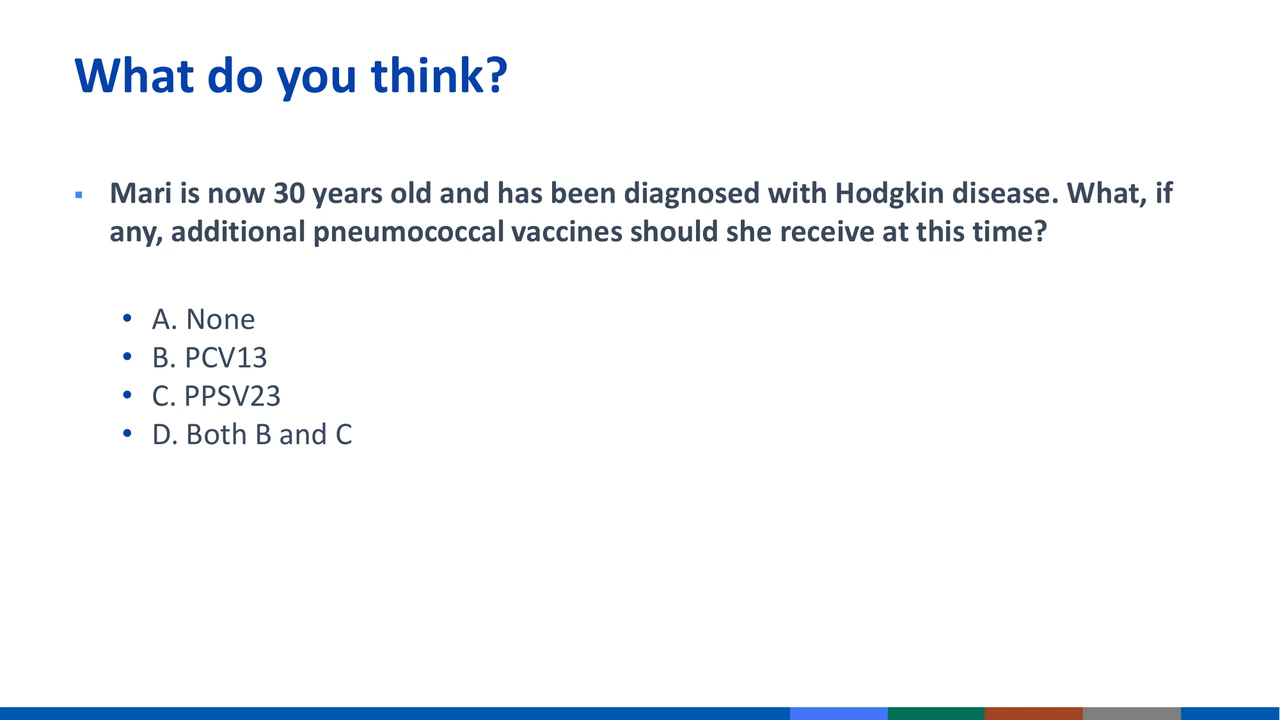 What do you think?
▪ Mari is now 30 years old and has been diagnosed with Hodgkin disease. What, if
any, additional pneumococcal vaccines should she receive at this time?
• A. None
• B. PCV13
• C. PPSV23
• D. Both B and C